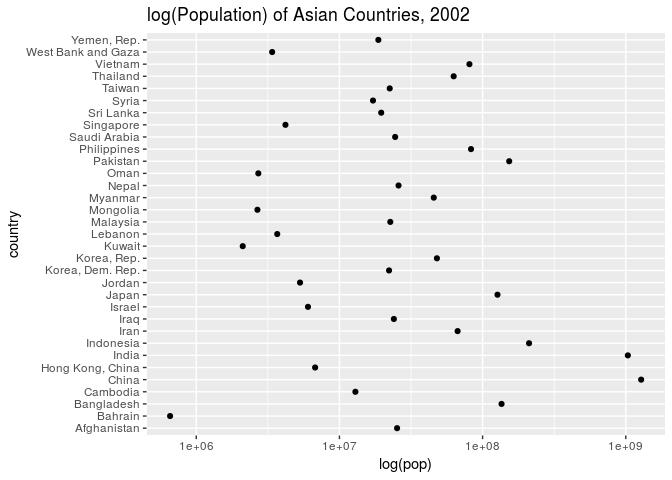 log(Population) of Asian Countries, 2002
country
Yemen, Rep.
West Bank and Gaza
Vietnam
Thailand
Taiwan
Syria
Sri Lanka
Singapore
Saudi Arabia
Philippines
Pakistan
Oman
Nepal
Myanmar
Mongolia
Malaysia
Lebanon
Kuwait
Korea, Rep.
Korea, Dem. Rep.
Jordan
Japan
Israel
Iraq
Iran
Indonesia
India
Hong Kong, China
China
Cambodia
Bangladesh
Bahrain
Afghanistan
1e+06 1e+07 1e+08 1e+09
log(pop)